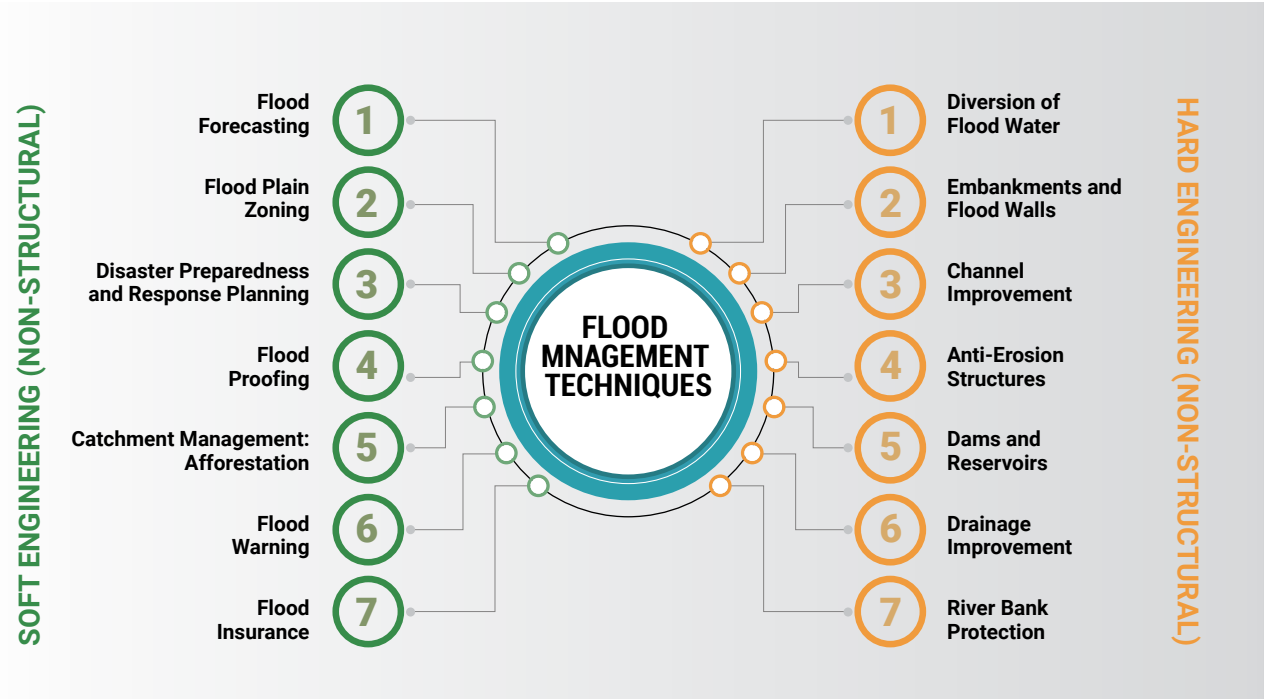 SOFT ENGINEERING (NON-STRUCTURAL)
Flood
Forecasting
1
Flood Plain
Zoning
2
Disaster Preparedness
and Response Planning
3
Flood
Proofing
4
Catchment Management:
Afforestation
5
Flood
Warning
6
Flood
Insurance
7
FLOOD
MNAGEMENT
TECHNIQUES
1
Diversion of
Flood Water
2
Embankments and
Flood Walls
3
Channel
Improvement
4
Anti-Erosion
Structures
5
Dams and
Reservoirs
6
Drainage
Improvement
7
River Bank
Protection
HARD ENGINEERING (NON-STRUCTURAL)